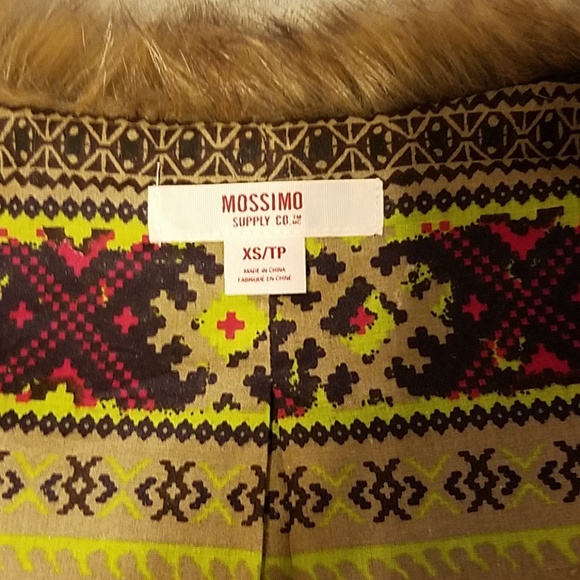 MOSSIMO
SUPPLY CO.
XS/TP
MADE IN CHINA
FABRIQUÉ EN CHINE